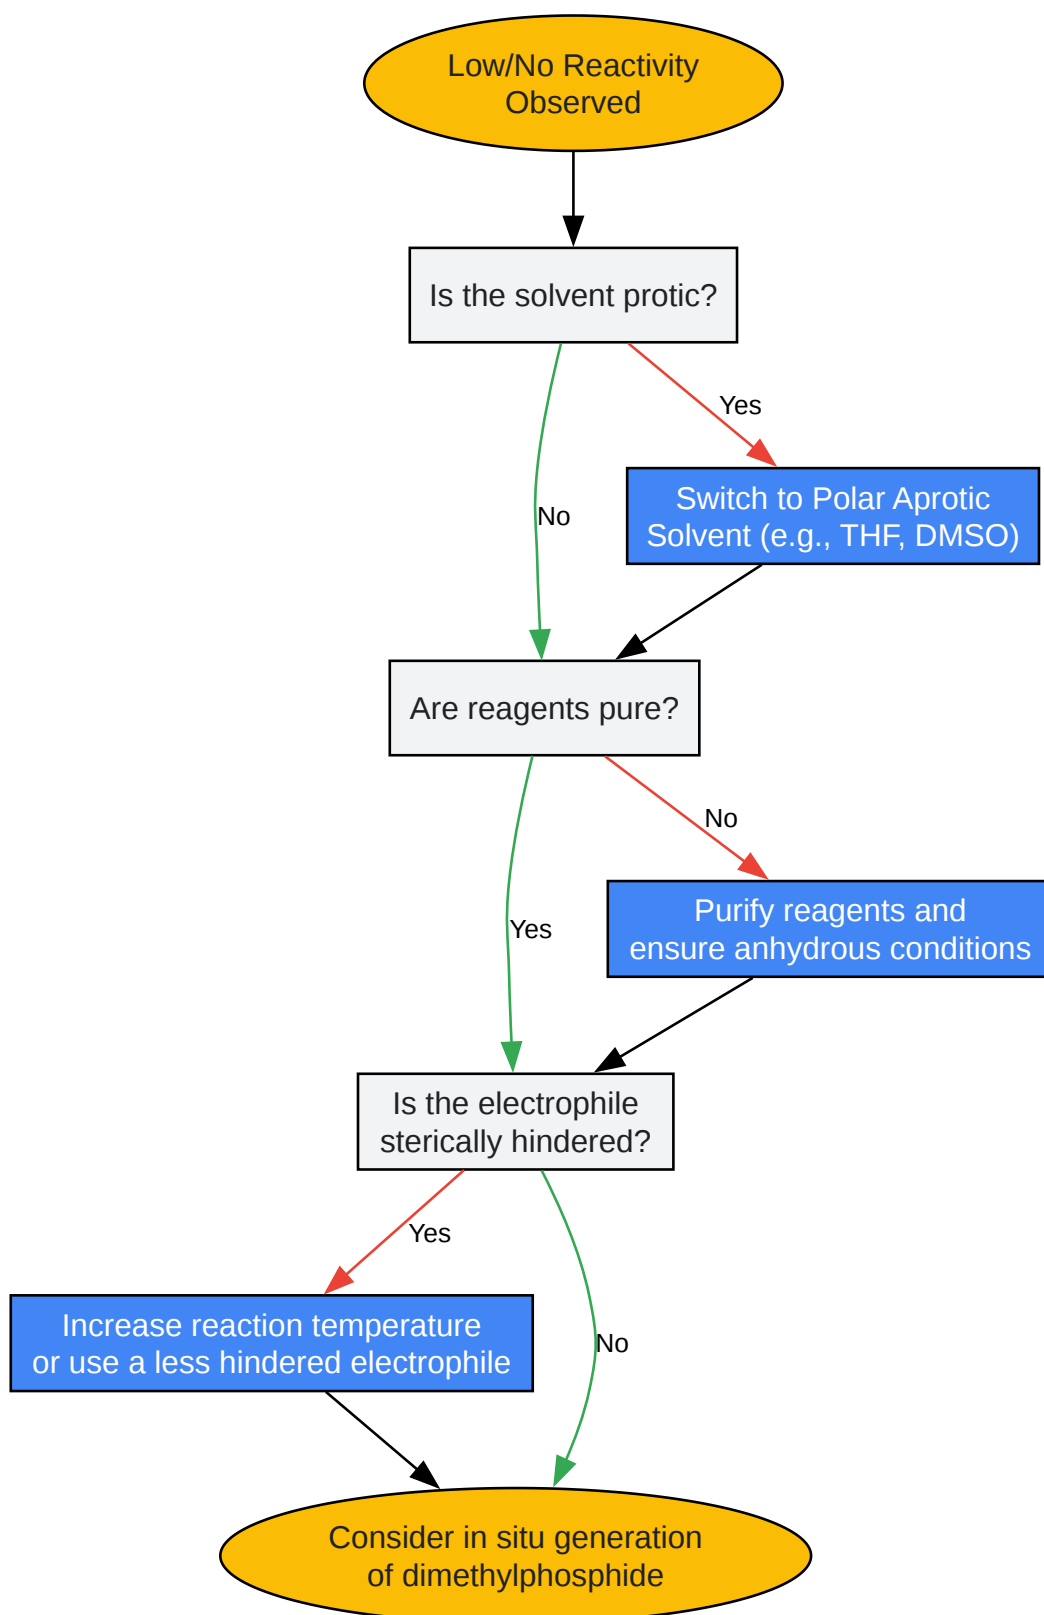 Low/No Reactivity
Observed
Is the solvent protic?
Yes
Switch to Polar Aprotic
Solvent (e.g., THF, DMSO)
No
Are reagents pure?
No
Purify reagents and
ensure anhydrous conditions
Yes
Is the electrophile
sterically hindered?
Yes
Increase reaction temperature
or use a less hindered electrophile
No
Consider in situ generation
of dimethylphosphide